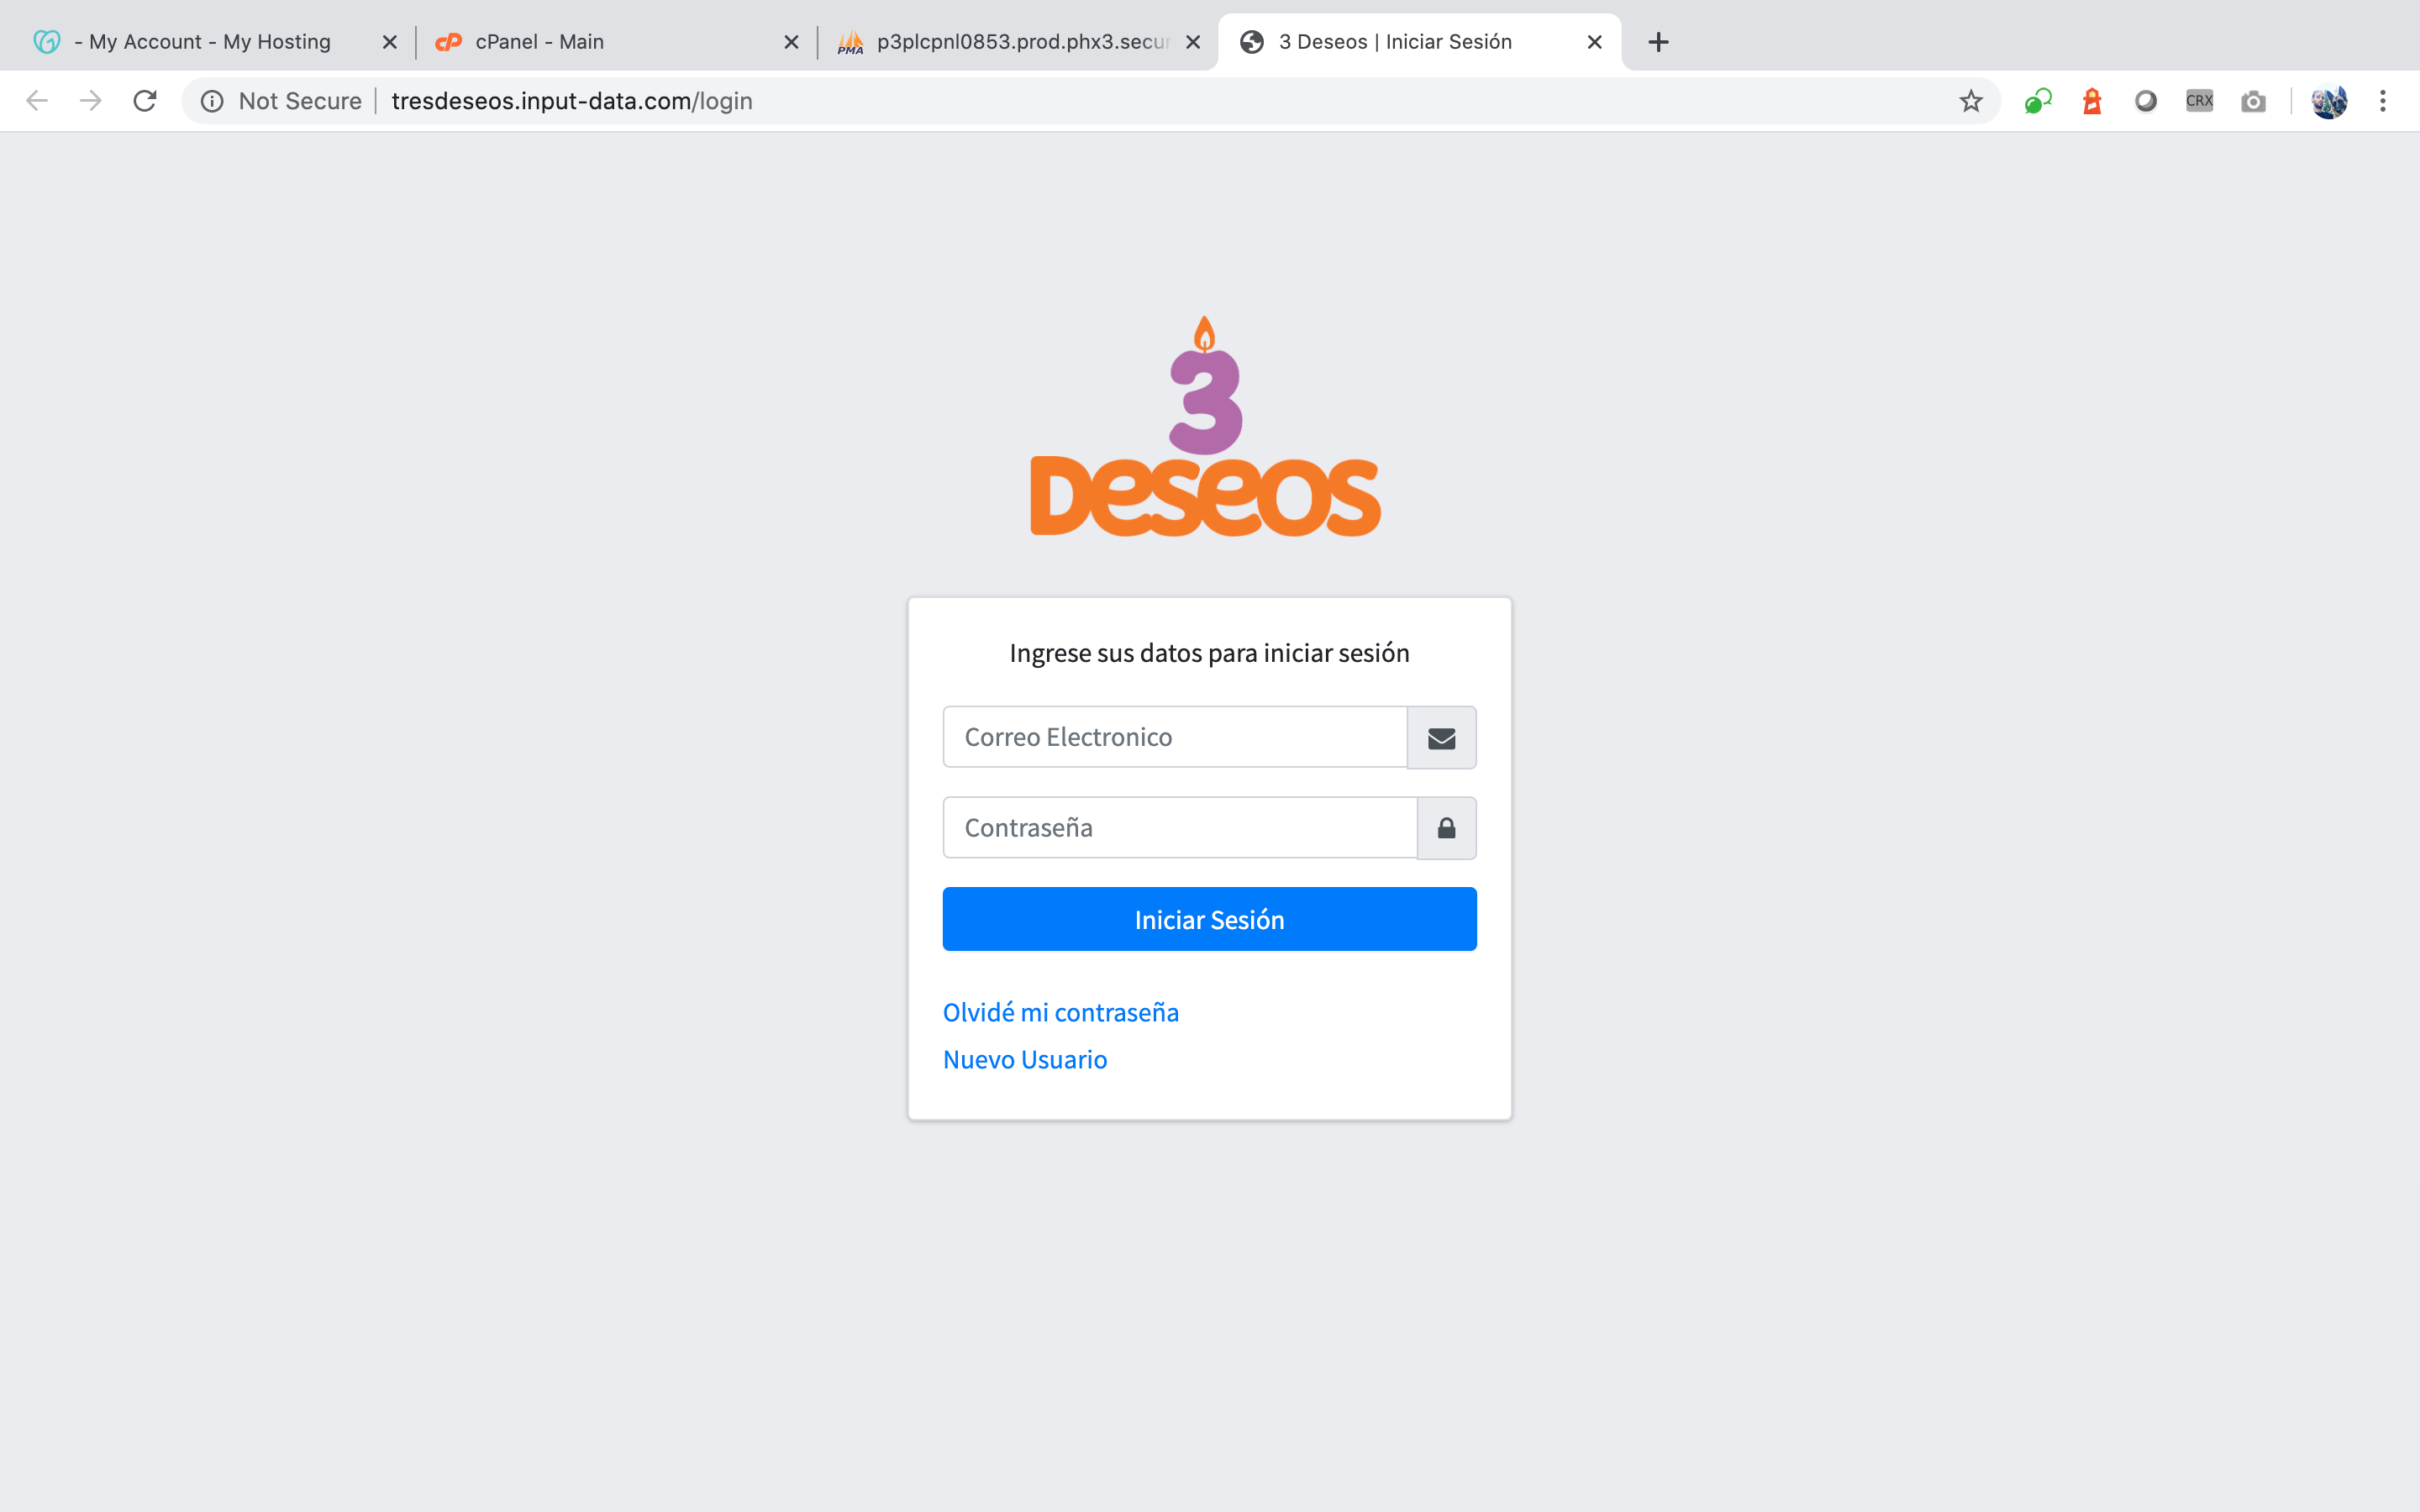 - My Account - My Hosting
cPanel - Main
PMA
p3plcpnl0853.prod.phx3.secur
3 Deseos | Iniciar Sesión
Not Secure
tresdeseos.input-data.com/login
CRX
3
Deseos
Ingrese sus datos para iniciar sesión
Correo Electronico
Contraseña
Iniciar Sesión
Olvidé mi contraseña
Nuevo Usuario